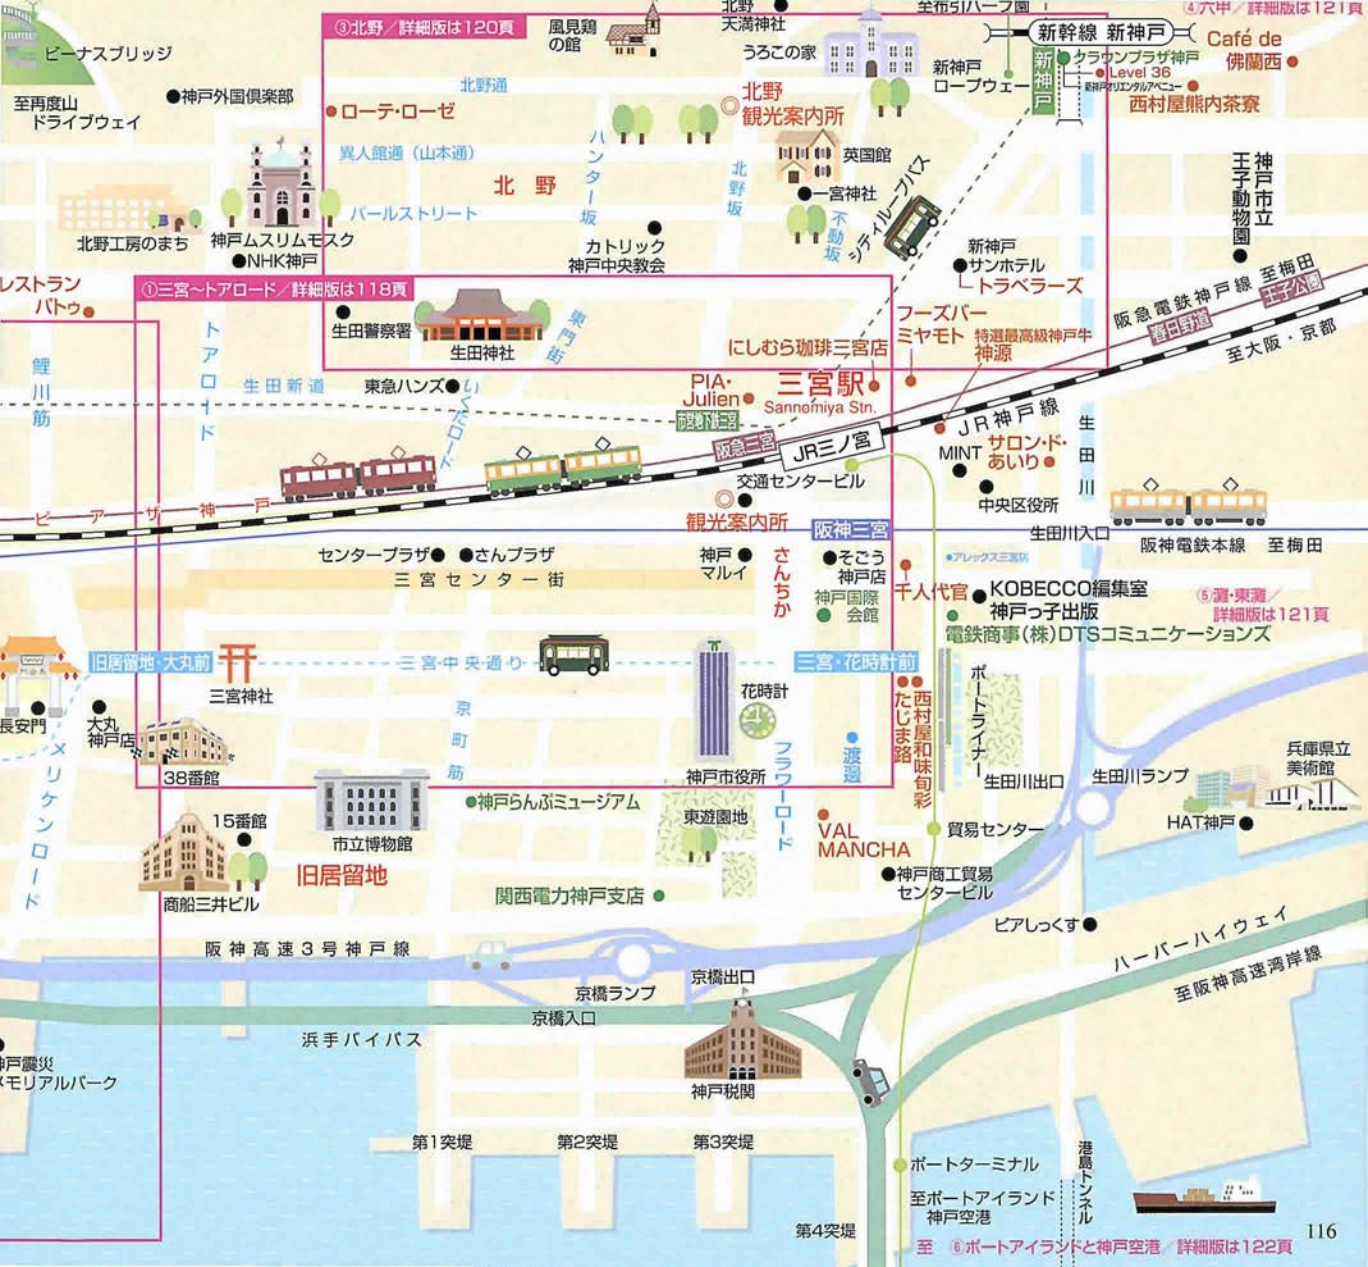 ③北野／詳細版は120頁
風見鶏
の館
北野
天満神社
うろこの家
至布引ハーブ園
新幹線 新神戸
④六甲／詳細版は121頁
Café de
佛蘭西
ビーナスブリッジ
至再度山
ドライブウェイ
神戸外国倶楽部
北野通
ローテ・ローゼ
北野
観光案内所
新神戸
ロープウェー
新神戸
クラウンプラザ神戸
Level 36
新神戸オリエンタルアベニュー
西村屋熊内茶寮
異人館通（山本通）
ハンター坂
北野
北野坂
英国館
一宮神社
不動坂
シティループバス
神戸市立
王子動物園
パールストリート
北野工房のまち
神戸ムスリムモスク
NHK神戸
カトリック
神戸中央教会
新神戸
サンホテル
トラベラーズ
レストラン
パトゥ
①三宮〜トアロード／詳細版は118頁
生田警察署
生田神社
東門街
フーズバー
ミヤモト
特選最高級神戸牛
神源
阪急電鉄神戸線 至梅田
春日野道
王子公園
至大阪・京都
鯉川筋
トアロード
生田新道
東急ハンズ
いくたロード
にしむら珈琲三宮店
PIA・
Julien
三宮駅
Sannomiya Stn.
市営地下鉄三宮
阪急三宮
JR三ノ宮
JR神戸線
MINT
サロン・ド・
あいり
生田川
中央区役所
ピアザ神戸
交通センタービル
観光案内所
阪神三宮
生田川入口
阪神電鉄本線 至梅田
センタープラザ
さんプラザ
三宮センター街
神戸
マルイ
さんちか
そごう
神戸店
神戸国際
会館
アレックス三宮店
千人代官
KOBECCO編集室
神戸っ子出版
電鉄商事(株)DTSコミュニケーションズ
⑤灘・東灘／
詳細版は121頁
旧居留地・大丸前
三宮神社
三宮中央通り
三宮・花時計前
長安門
大丸
神戸店
メリケンロード
38番館
京町筋
花時計
神戸市役所
フラワーロード
渡邊
たじま路
西村屋和味旬彩
ポートライナー
生田川出口
生田川ランプ
兵庫県立
美術館
HAT神戸
市立博物館
神戸らんぷミュージアム
東遊園地
VAL
MANCHA
貿易センター
15番館
商船三井ビル
旧居留地
関西電力神戸支店
神戸商工貿易
センタービル
ピアしっくす
阪神高速3号神戸線
京橋ランプ
京橋出口
京橋入口
ハーバーハイウェイ
至阪神高速湾岸線
浜手バイパス
神戸震災
メモリアルパーク
神戸税関
第1突堤
第2突堤
第3突堤
第4突堤
ポートターミナル
至ポートアイランド
神戸空港
港島トンネル
至 ⑥ポートアイランドと神戸空港／詳細版は122頁
116